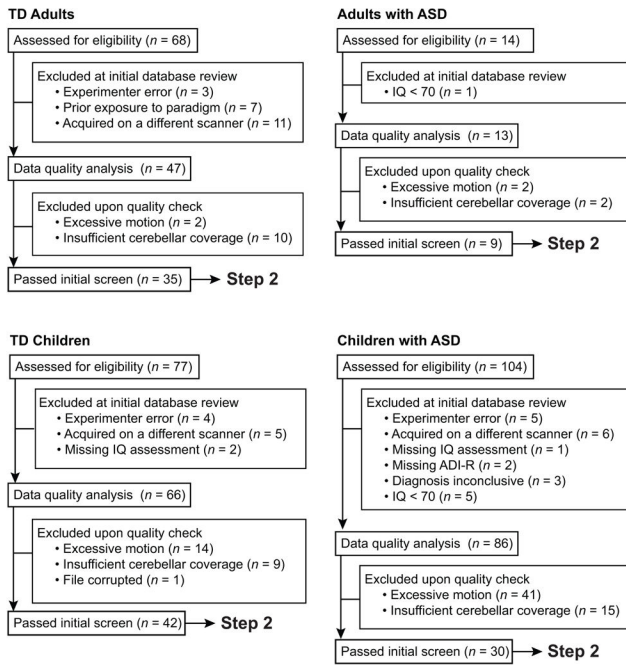 TD Adults
Assessed for eligibility (n = 68)
Excluded at initial database review
• Experimenter error (n = 3)
• Prior exposure to paradigm (n = 7)
• Acquired on a different scanner (n = 11)
Data quality analysis (n = 47)
Excluded upon quality check
• Excessive motion (n = 2)
• Insufficient cerebellar coverage (n = 10)
Passed initial screen (n = 35)
Step 2
Adults with ASD
Assessed for eligibility (n = 14)
Excluded at initial database review
• IQ < 70 (n = 1)
Data quality analysis (n = 13)
Excluded upon quality check
• Excessive motion (n = 2)
• Insufficient cerebellar coverage (n = 2)
Passed initial screen (n = 9)
Step 2
TD Children
Assessed for eligibility (n = 77)
Excluded at initial database review
• Experimenter error (n = 4)
• Acquired on a different scanner (n = 5)
• Missing IQ assessment (n = 2)
Data quality analysis (n = 66)
Excluded upon quality check
• Excessive motion (n = 14)
• Insufficient cerebellar coverage (n = 9)
• File corrupted (n = 1)
Passed initial screen (n = 42)
Step 2
Children with ASD
Assessed for eligibility (n = 104)
Excluded at initial database review
• Experimenter error (n = 5)
• Acquired on a different scanner (n = 6)
• Missing IQ assessment (n = 1)
• Missing ADI-R (n = 2)
• Diagnosis inconclusive (n = 3)
• IQ < 70 (n = 5)
Data quality analysis (n = 86)
Excluded upon quality check
• Excessive motion (n = 41)
• Insufficient cerebellar coverage (n = 15)
Passed initial screen (n = 30)
Step 2